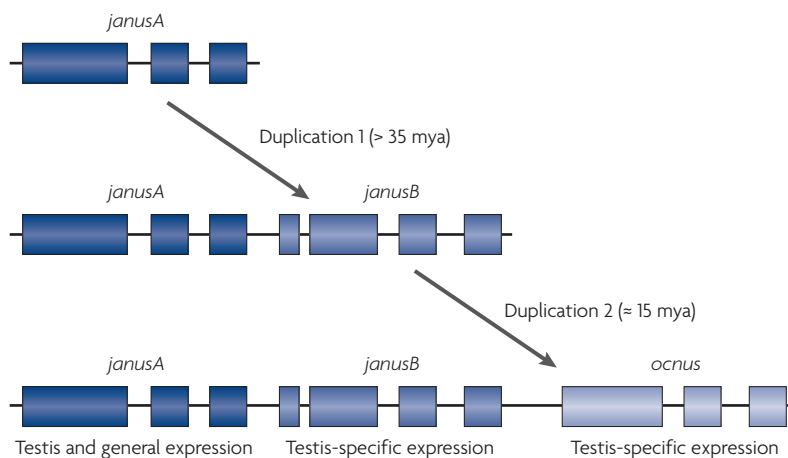 janusA
Duplication 1 (> 35 mya)
janusA janusB
Duplication 2 (≈ 15 mya)
janusA janusB ocnus
Testis and general expression Testis-specific expression Testis-specific expression